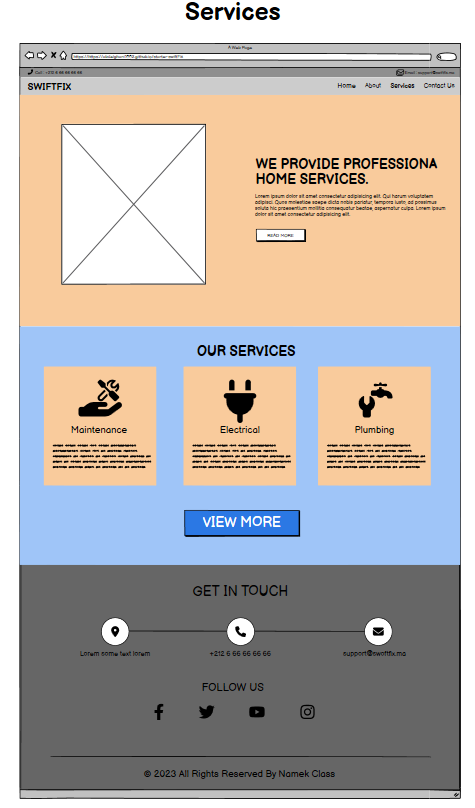 Services
A Web Page
Call : +212 6 66 66 66 66
Email : support@swiftfix.ma
SWIFTFIX
Home About Services Contact Us
WE PROVIDE PROFESSIONA
HOME SERVICES.
Lorem ipsum dolor sit amet consectetur adipisicing elit. Qui harum voluptatem
adipisci. Quos molestiae saepe dicta nobis pariatur, tempora iusto, ad possimus
soluta hic praesentium mollitia consequatur beatae, aspernatur culpa. Lorem ipsum
dolor sit amet consectetur adipisicing elit.
READ MORE
OUR SERVICES
Maintenance
Electrical
Plumbing
VIEW MORE
GET IN TOUCH
Lorem some text lorem
+212 6 66 66 66 66
support@swiftfix.ma
FOLLOW US
© 2023 All Rights Reserved By Namek Class